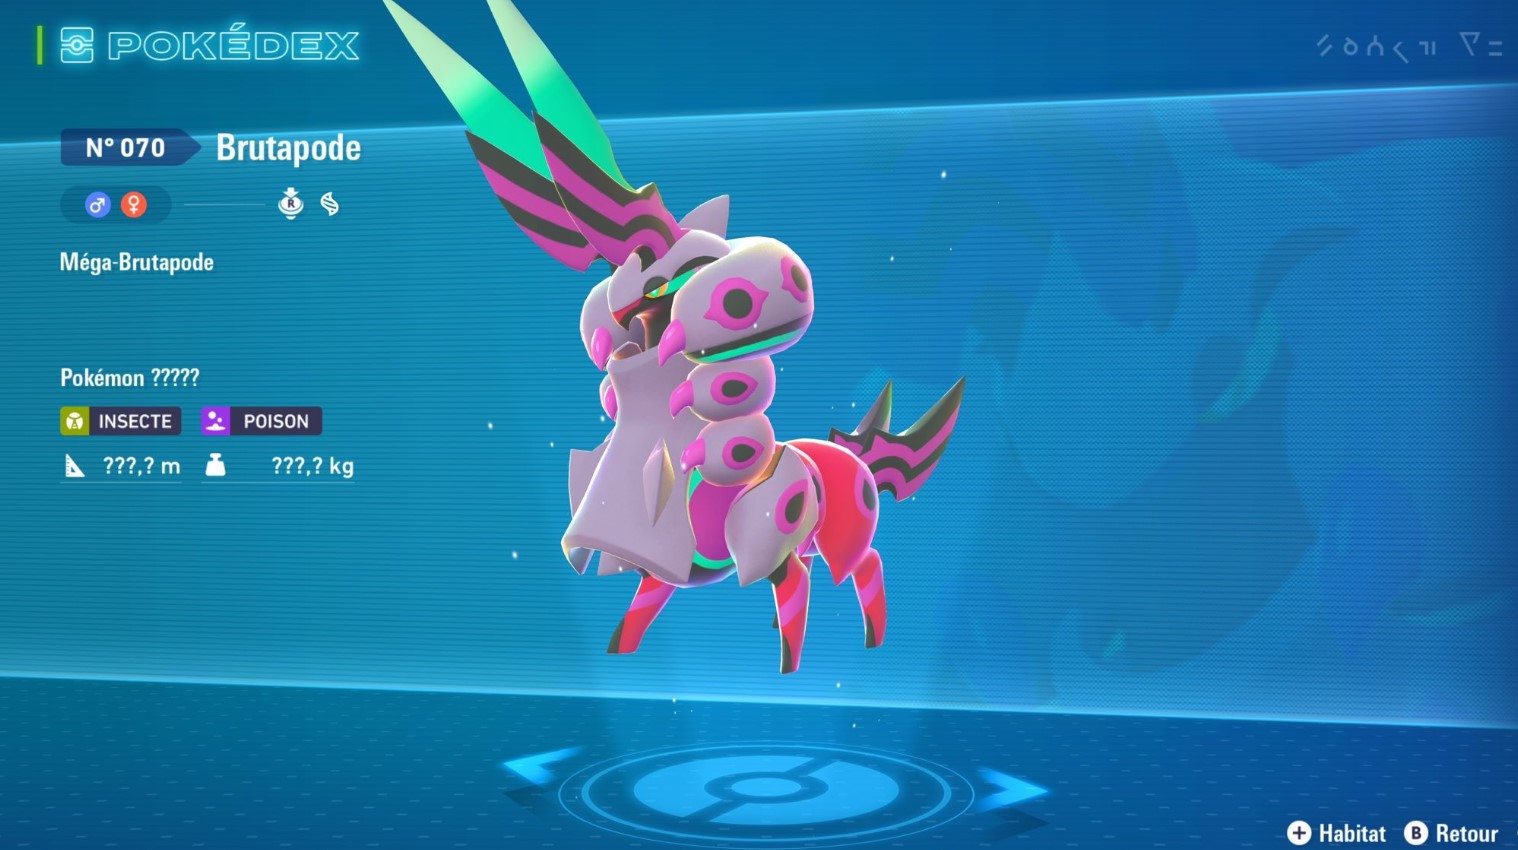 POKÉDEX
N° 070 Brutapode
R
Méga-Brutapode
Pokémon ?????
INSECTE POISON
???,? m ???,? kg
+ Habitat B Retour